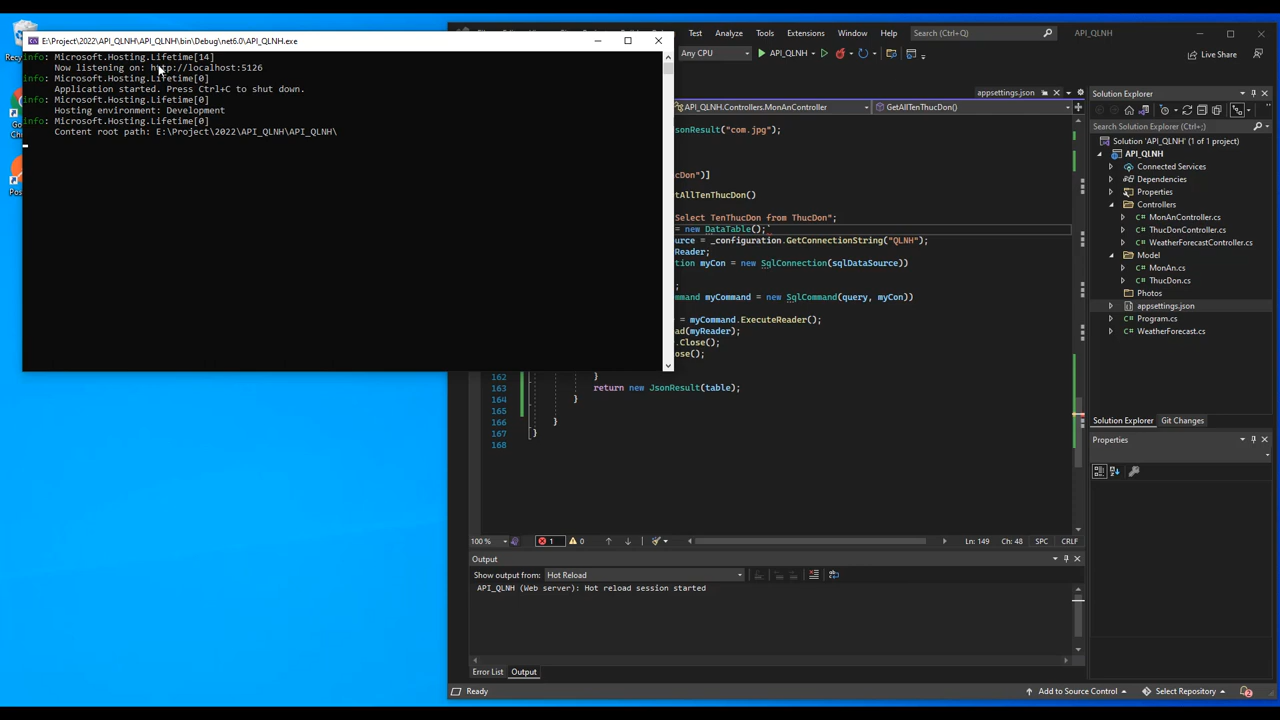 E:\Project\2022\API_QLNH\API_QLNH\bin\Debug\net6.0\API_QLNH.exe
info: Microsoft.Hosting.Lifetime[14]
Now listening on: http://localhost:5126
info: Microsoft.Hosting.Lifetime[0]
Application started. Press Ctrl+C to shut down.
info: Microsoft.Hosting.Lifetime[0]
Hosting environment: Development
info: Microsoft.Hosting.Lifetime[0]
Content root path: E:\Project\2022\API_QLNH\API_QLNH\
Test Analyze Tools Extensions Window Help
Search (Ctrl+Q)
API_QLNH
Any CPU
API_QLNH
Live Share
appsettings.json
API_QLNH.Controllers.MonAnController
GetAllTenThucDon()
JsonResult("com.jpg");
cDon")]
tAllTenThucDon()
Select TenThucDon from ThucDon";
= new DataTable();`
ource = _configuration.GetConnectionString("QLNH");
Reader;
tion myCon = new SqlConnection(sqlDataSource))
;
ommand myCommand = new SqlCommand(query, myCon))
r = myCommand.ExecuteReader();
ad(myReader);
.Close();
ose();
162 }
163 return new JsonResult(table);
164 }
165
166 }
167 }
168
100 %
1
0
Ln: 149
Ch: 48
SPC
CRLF
Output
Show output from: Hot Reload
API_QLNH (Web server): Hot reload session started
Error List
Output
Ready
Add to Source Control
Select Repository
2
Solution Explorer
Search Solution Explorer (Ctrl+;)
Solution 'API_QLNH' (1 of 1 project)
API_QLNH
Connected Services
Dependencies
Properties
Controllers
MonAnController.cs
ThucDonController.cs
WeatherForecastController.cs
Model
MonAn.cs
ThucDon.cs
Photos
appsettings.json
Program.cs
WeatherForecast.cs
Solution Explorer
Git Changes
Properties